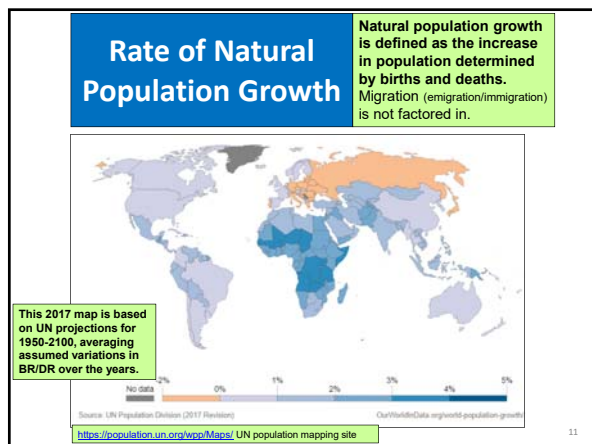 Rate of Natural
Population Growth
Natural population growth
is defined as the increase
in population determined
by births and deaths.
Migration (emigration/immigration)
is not factored in.
This 2017 map is based
on UN projections for
1950-2100, averaging
assumed variations in
BR/DR over the years.
No data
-2%
0%
1%
2%
3%
4%
5%
Source: UN Population Division (2017 Revision)
OurWorldInData.org/world-population-growth/
https://population.un.org/wpp/Maps/ UN population mapping site
11